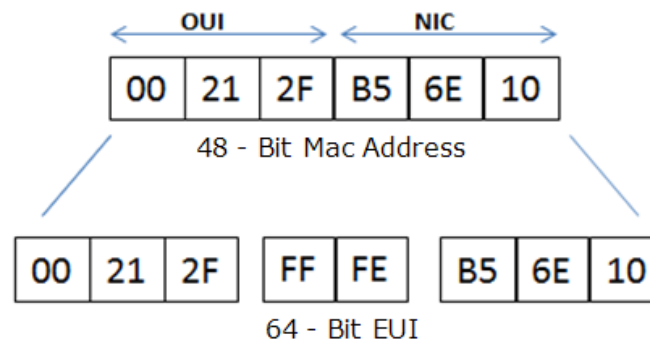 OUI NIC
00 21 2F B5 6E 10
48 - Bit Mac Address
00 21 2F FF FE B5 6E 10
64 - Bit EUI